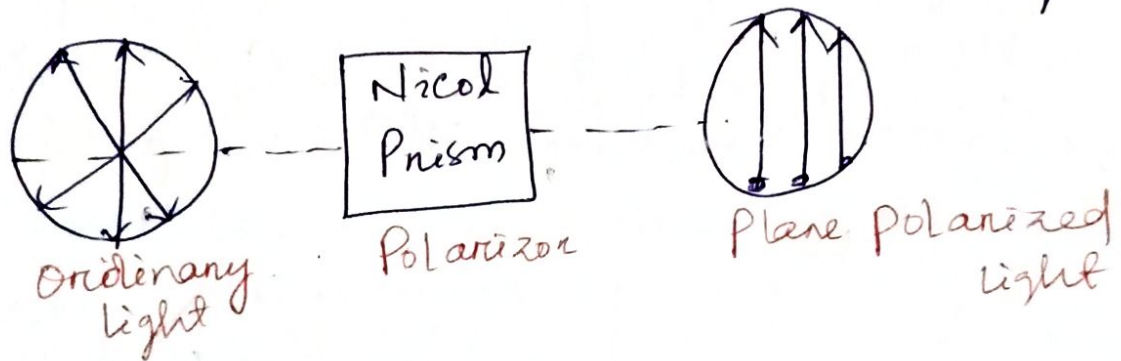 Nicol
Prism
Ordinary
light
Polarizor
Plane Polarized
light